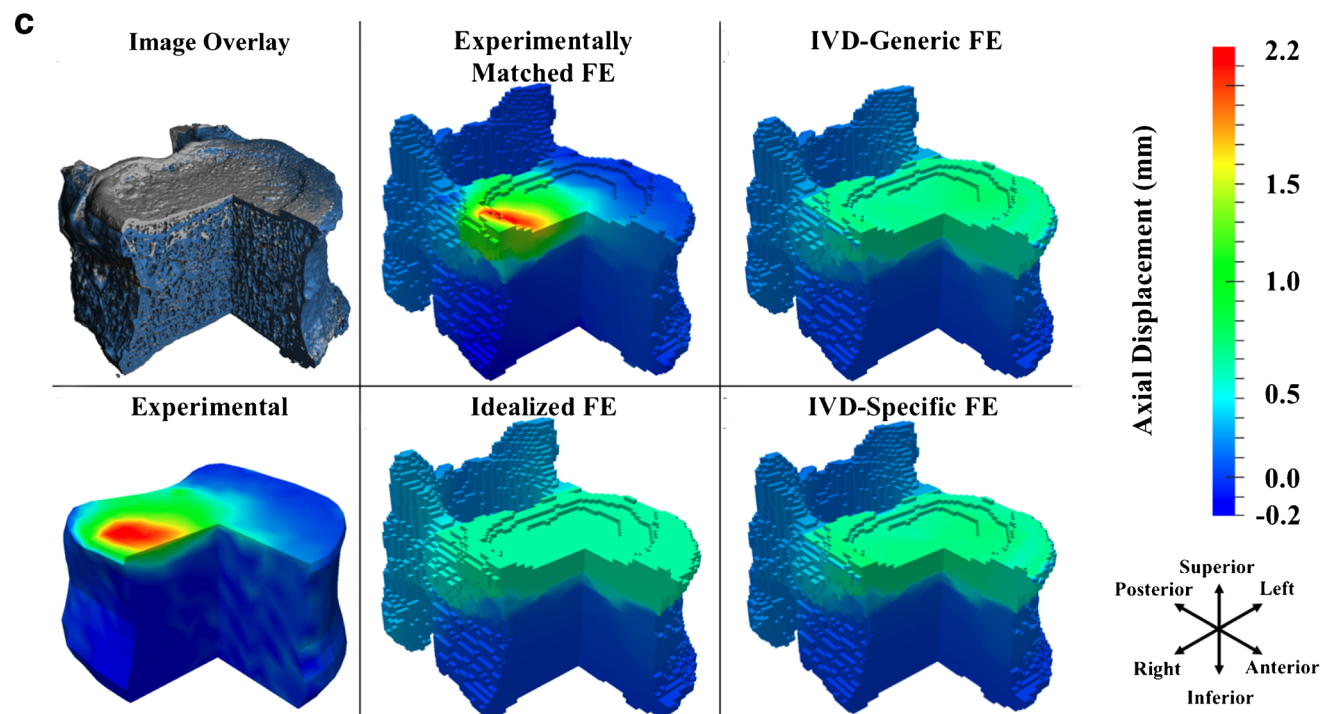 c
Image Overlay
Experimentally
Matched FE
IVD-Generic FE
Experimental
Idealized FE
IVD-Specific FE
Axial Displacement (mm)
2.2
1.5
1.0
0.5
0.0
-0.2
Superior
Posterior
Left
Right
Anterior
Inferior